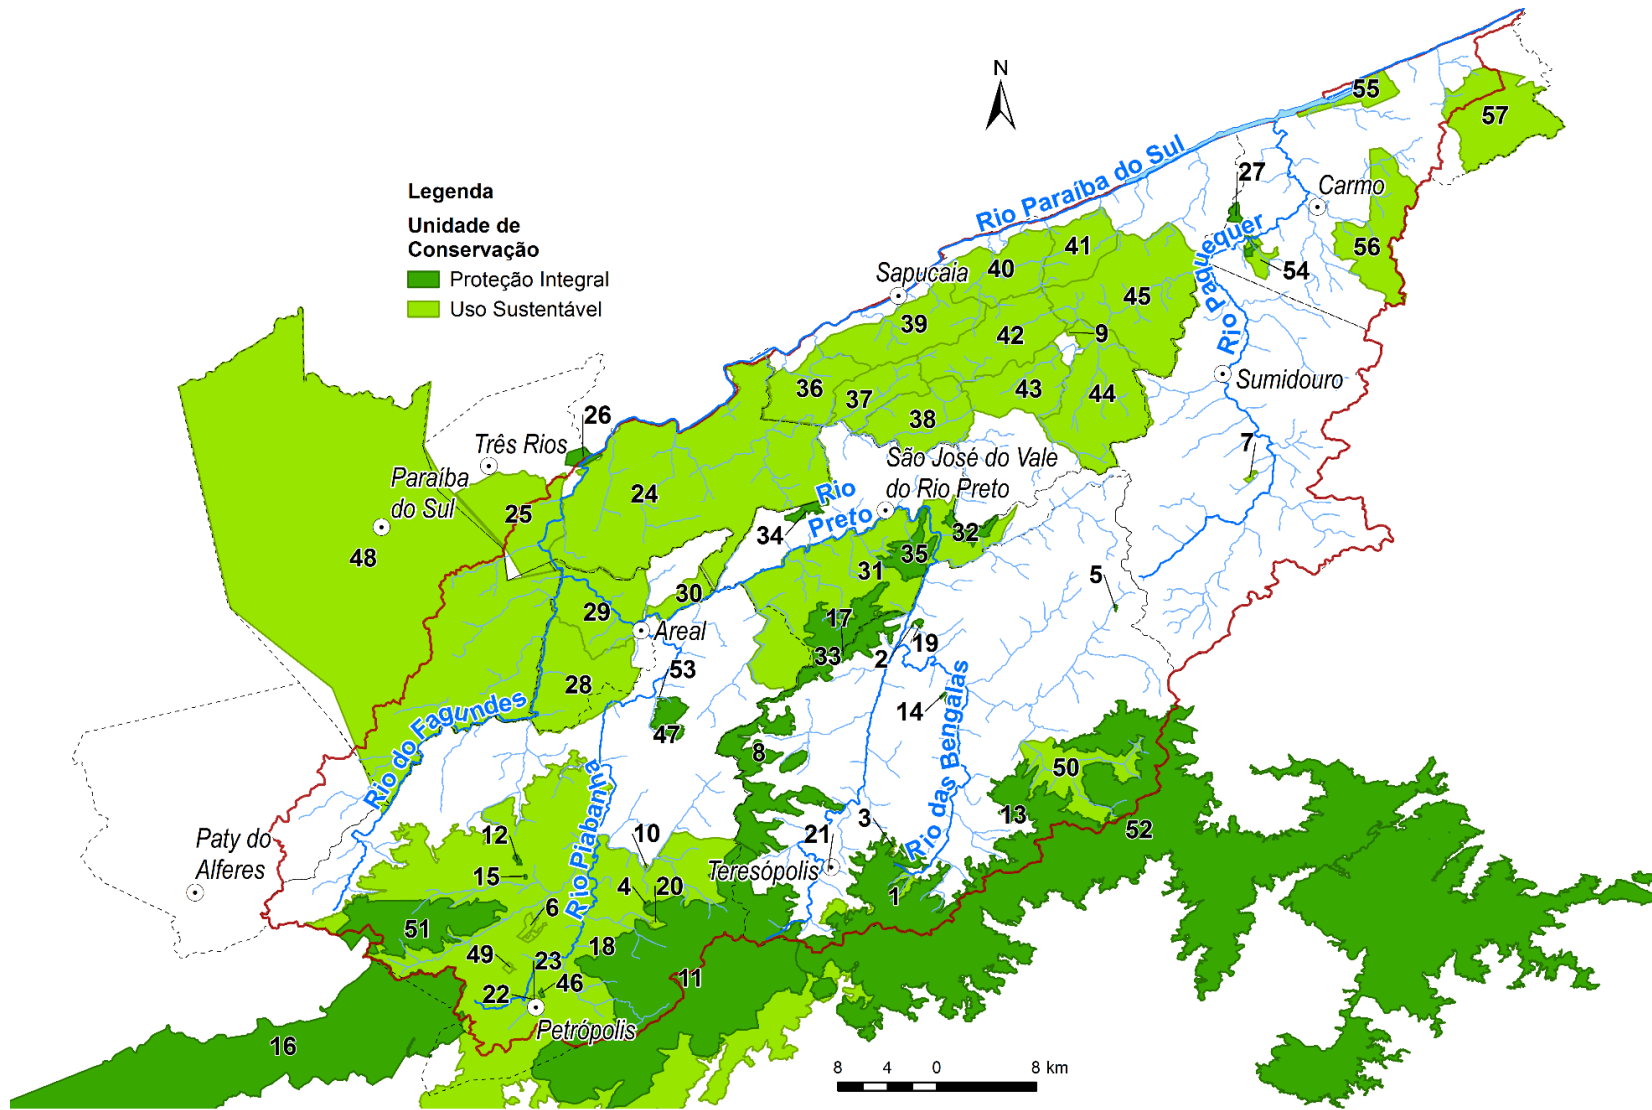 N
55
57
27
Carmo
Rio Paraíba do Sul
Legenda
Unidade de
Conservação
Proteção Integral
Uso Sustentável
Rio Paquequer
56
54
41
40
Sapucaia
45
39
42
9
Sumidouro
36
37
43
44
38
26
Três Rios
7
São José do Vale
do Rio Preto
Paraíba
do Sul
24
25
Rio
Preto
34
32
35
48
31
5
30
29
17
Areal
19
33
2
53
28
14
Rio do Fagundes
47
8
50
Rio das Bengalas
Rio Piabanha
13
3
21
10
52
12
Paty do
Alferes
Teresópolis
15
4
20
1
6
51
18
49
23
11
22
46
Petrópolis
16
8 4 0 8 km